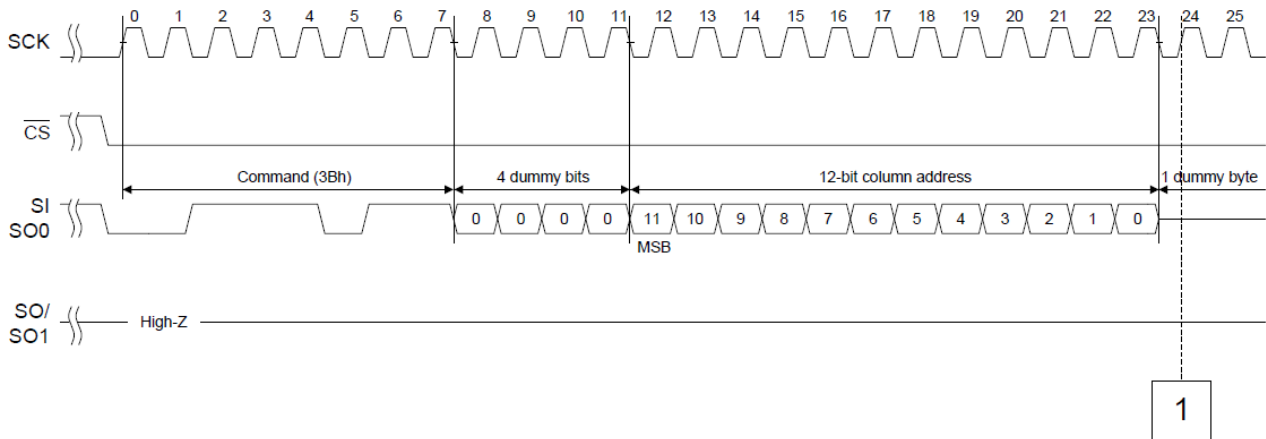 0 1 2 3 4 5 6 7 8 9 10 11 12 13 14 15 16 17 18 19 20 21 22 23 24 25
SCK
CS
Command (3Bh) 4 dummy bits 12-bit column address 1 dummy byte
SI
SO0
0 0 0 0 11 10 9 8 7 6 5 4 3 2 1 0
MSB
SO/
SO1
High-Z
1